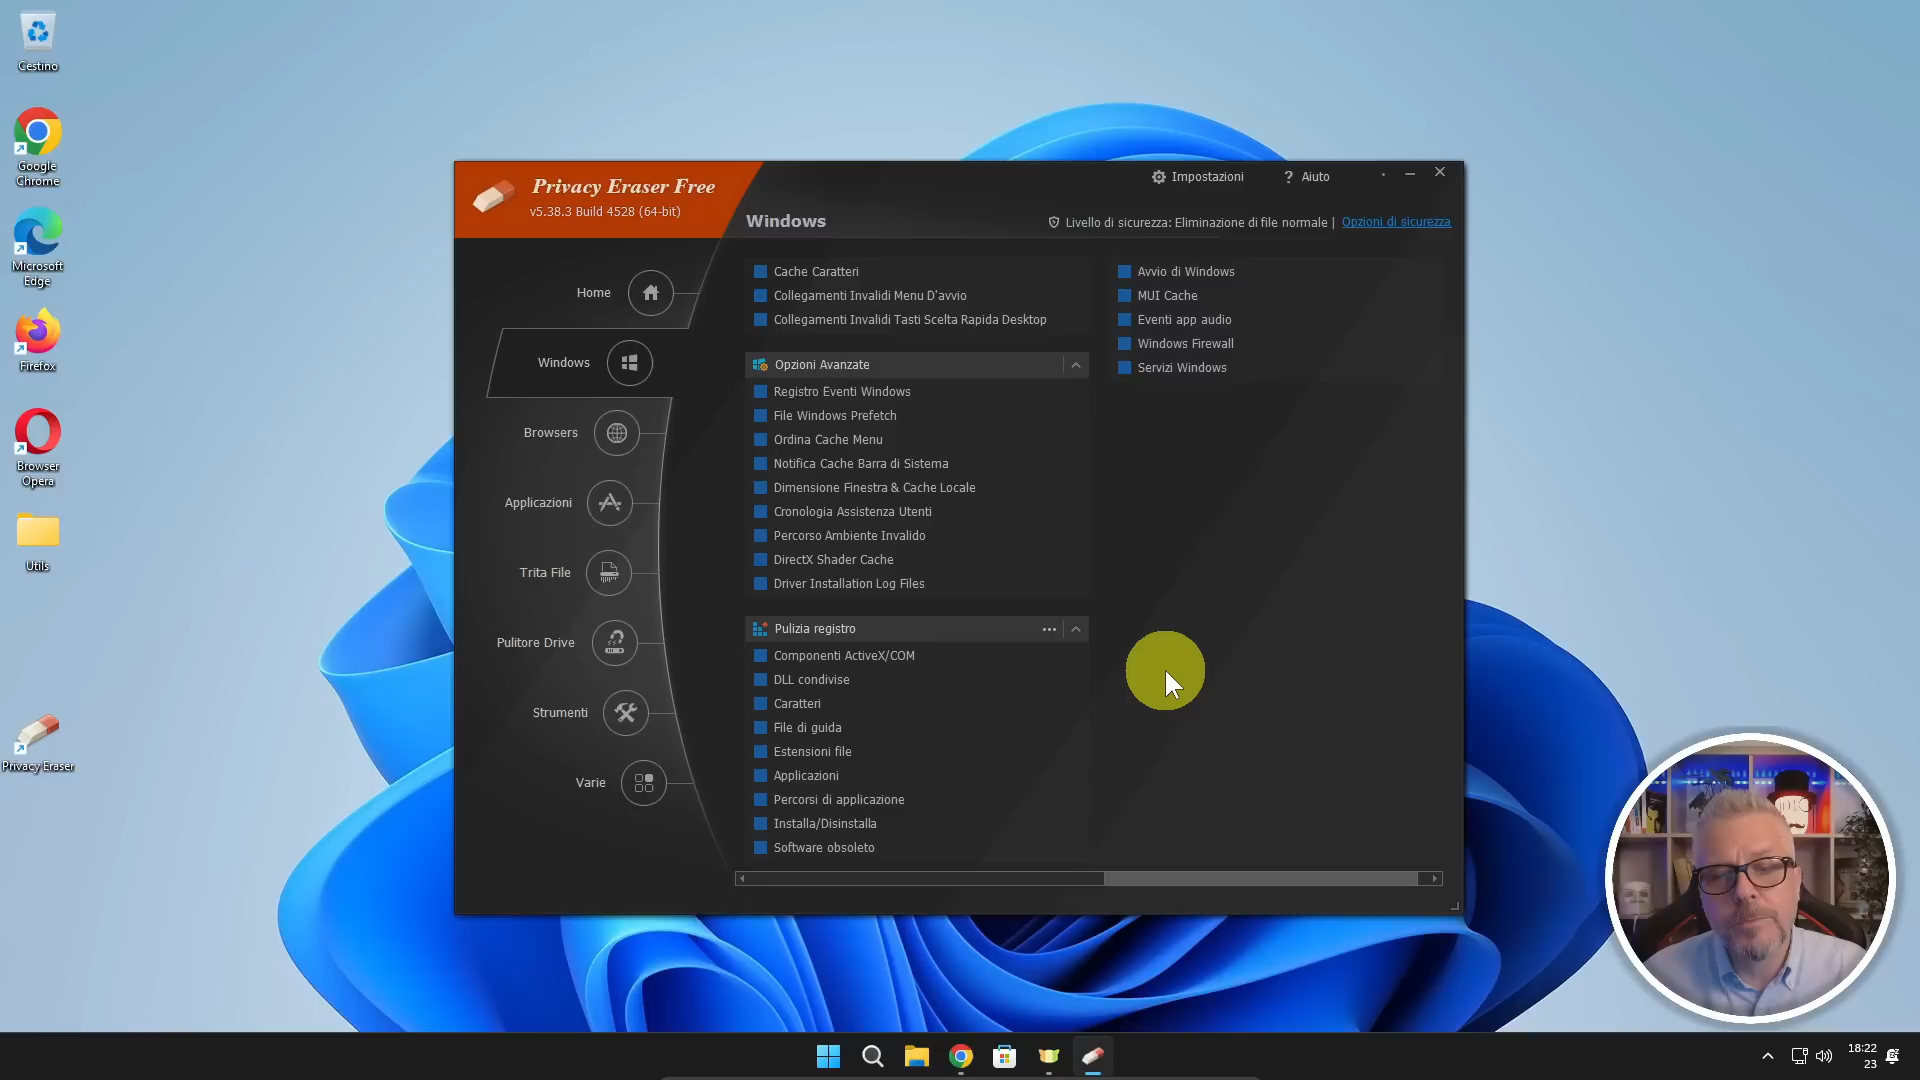 Cestino
Google
Chrome
Microsoft
Edge
Firefox
Browser
Opera
Utils
Privacy Eraser
Privacy Eraser Free
v5.38.3 Build 4528 (64-bit)
Impostazioni
? Aiuto
Windows
Livello di sicurezza: Eliminazione di file normale | Opzioni di sicurezza
Home
Windows
Browsers
Applicazioni
Trita File
Pulitore Drive
Strumenti
Varie
Cache Caratteri
Collegamenti Invalidi Menu D'avvio
Collegamenti Invalidi Tasti Scelta Rapida Desktop
Opzioni Avanzate
Registro Eventi Windows
File Windows Prefetch
Ordina Cache Menu
Notifica Cache Barra di Sistema
Dimensione Finestra & Cache Locale
Cronologia Assistenza Utenti
Percorso Ambiente Invalido
DirectX Shader Cache
Driver Installation Log Files
Pulizia registro
Componenti ActiveX/COM
DLL condivise
Caratteri
File di guida
Estensioni file
Applicazioni
Percorsi di applicazione
Installa/Disinstalla
Software obsoleto
Avvio di Windows
MUI Cache
Eventi app audio
Windows Firewall
Servizi Windows
18:22
23